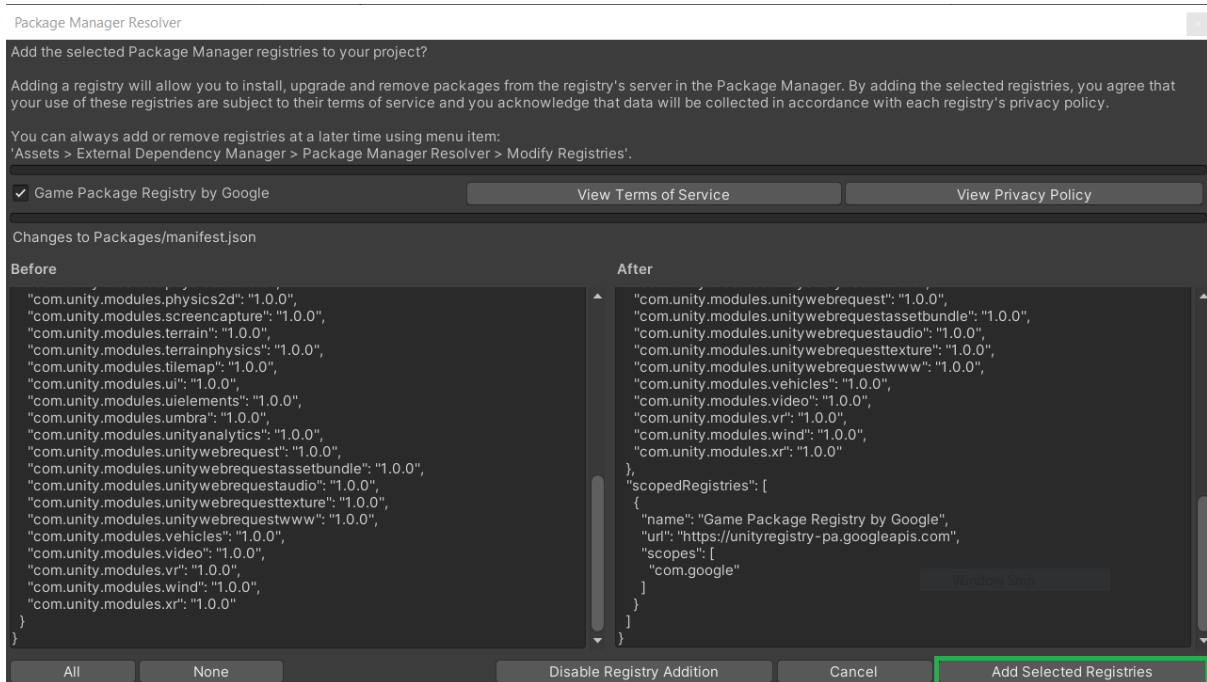 Package Manager Resolver
Add the selected Package Manager registries to your project?
Adding a registry will allow you to install, upgrade and remove packages from the registry's server in the Package Manager. By adding the selected registries, you agree that
your use of these registries are subject to their terms of service and you acknowledge that data will be collected in accordance with each registry's privacy policy.
You can always add or remove registries at a later time using menu item:
'Assets > External Dependency Manager > Package Manager Resolver > Modify Registries'.
Game Package Registry by Google
View Terms of Service
View Privacy Policy
Changes to Packages/manifest.json
Before
"com.unity.modules.physics2d": "1.0.0",
"com.unity.modules.screencapture": "1.0.0",
"com.unity.modules.terrain": "1.0.0",
"com.unity.modules.terrainphysics": "1.0.0",
"com.unity.modules.tilemap": "1.0.0",
"com.unity.modules.ui": "1.0.0",
"com.unity.modules.uielements": "1.0.0",
"com.unity.modules.umbra": "1.0.0",
"com.unity.modules.unityanalytics": "1.0.0",
"com.unity.modules.unitywebrequest": "1.0.0",
"com.unity.modules.unitywebrequestassetbundle": "1.0.0",
"com.unity.modules.unitywebrequestaudio": "1.0.0",
"com.unity.modules.unitywebrequesttexture": "1.0.0",
"com.unity.modules.unitywebrequestwww": "1.0.0",
"com.unity.modules.vehicles": "1.0.0",
"com.unity.modules.video": "1.0.0",
"com.unity.modules.vr": "1.0.0",
"com.unity.modules.wind": "1.0.0",
"com.unity.modules.xr": "1.0.0"
}
}
After
"com.unity.modules.unitywebrequest": "1.0.0",
"com.unity.modules.unitywebrequestassetbundle": "1.0.0",
"com.unity.modules.unitywebrequestaudio": "1.0.0",
"com.unity.modules.unitywebrequesttexture": "1.0.0",
"com.unity.modules.unitywebrequestwww": "1.0.0",
"com.unity.modules.vehicles": "1.0.0",
"com.unity.modules.video": "1.0.0",
"com.unity.modules.vr": "1.0.0",
"com.unity.modules.wind": "1.0.0",
"com.unity.modules.xr": "1.0.0"
},
"scopedRegistries": [
{
"name": "Game Package Registry by Google",
"url": "https://unityregistry-pa.googleapis.com",
"scopes": [
"com.google"
]
}
]
}
Window Snip
All
None
Disable Registry Addition
Cancel
Add Selected Registries